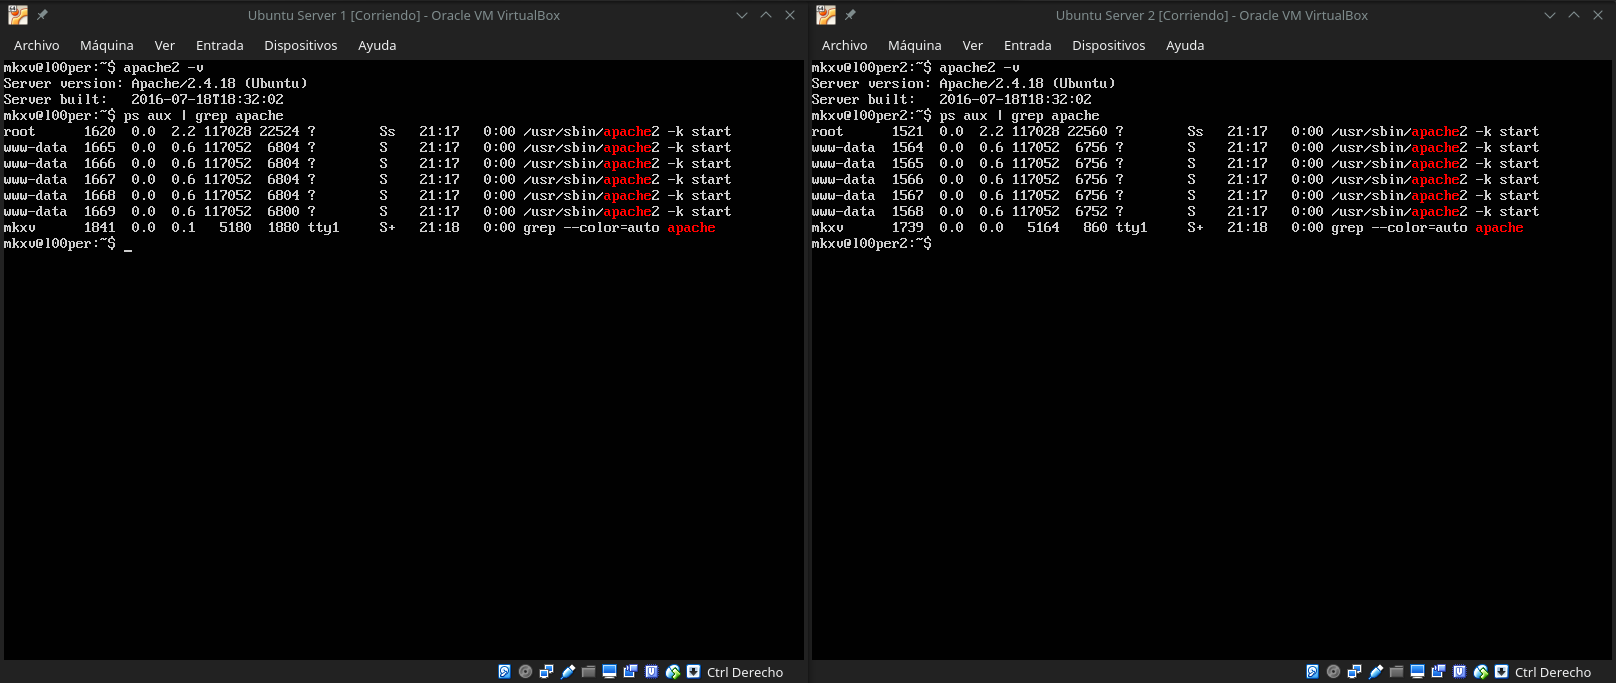 Ubuntu Server 1 [Corriendo] - Oracle VM VirtualBox
Archivo Máquina Ver Entrada Dispositivos Ayuda
mkxv@l00per:~$ apache2 -v
Server version: Apache/2.4.18 (Ubuntu)
Server built:   2016-07-18T18:32:02
mkxv@l00per:~$ ps aux | grep apache
root      1620  0.0  2.2 117028 22524 ?        Ss   21:17   0:00 /usr/sbin/apache2 -k start
www-data  1665  0.0  0.6 117052  6804 ?        S    21:17   0:00 /usr/sbin/apache2 -k start
www-data  1666  0.0  0.6 117052  6804 ?        S    21:17   0:00 /usr/sbin/apache2 -k start
www-data  1667  0.0  0.6 117052  6804 ?        S    21:17   0:00 /usr/sbin/apache2 -k start
www-data  1668  0.0  0.6 117052  6804 ?        S    21:17   0:00 /usr/sbin/apache2 -k start
www-data  1669  0.0  0.6 117052  6800 ?        S    21:17   0:00 /usr/sbin/apache2 -k start
mkxv      1841  0.0  0.1   5180  1880 tty1     S+   21:18   0:00 grep --color=auto apache
mkxv@l00per:~$ _
Ctrl Derecho
Ubuntu Server 2 [Corriendo] - Oracle VM VirtualBox
Archivo Máquina Ver Entrada Dispositivos Ayuda
mkxv@l00per2:~$ apache2 -v
Server version: Apache/2.4.18 (Ubuntu)
Server built:   2016-07-18T18:32:02
mkxv@l00per2:~$ ps aux | grep apache
root      1521  0.0  2.2 117028 22560 ?        Ss   21:17   0:00 /usr/sbin/apache2 -k start
www-data  1564  0.0  0.6 117052  6756 ?        S    21:17   0:00 /usr/sbin/apache2 -k start
www-data  1565  0.0  0.6 117052  6756 ?        S    21:17   0:00 /usr/sbin/apache2 -k start
www-data  1566  0.0  0.6 117052  6756 ?        S    21:17   0:00 /usr/sbin/apache2 -k start
www-data  1567  0.0  0.6 117052  6756 ?        S    21:17   0:00 /usr/sbin/apache2 -k start
www-data  1568  0.0  0.6 117052  6752 ?        S    21:17   0:00 /usr/sbin/apache2 -k start
mkxv      1739  0.0  0.0   5164   860 tty1     S+   21:18   0:00 grep --color=auto apache
mkxv@l00per2:~$
Ctrl Derecho